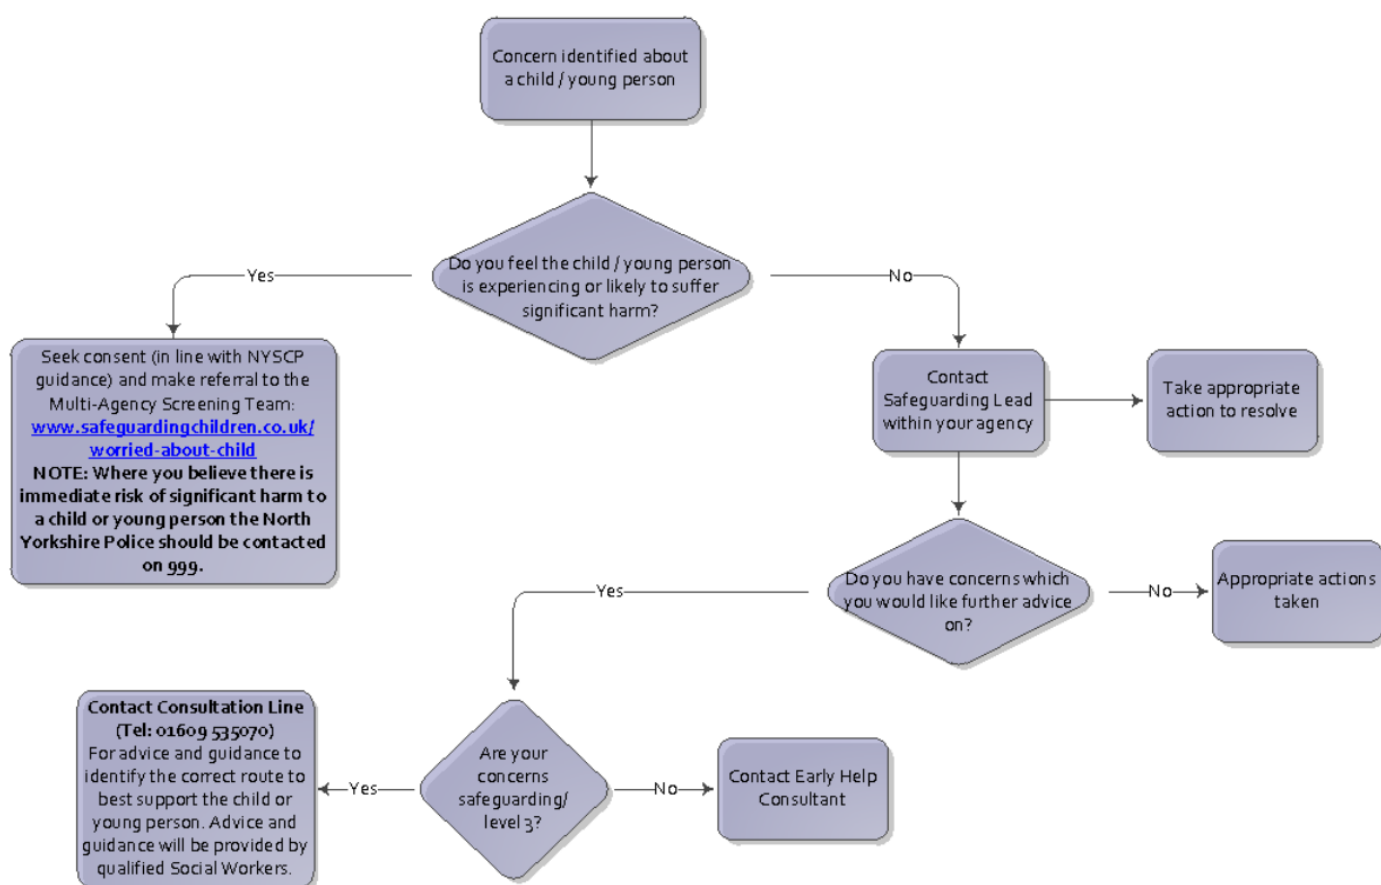 Concern identified about
a child / young person
Do you feel the child / young person
is experiencing or likely to suffer
significant harm?
Yes
No
Seek consent (in line with NYSCP
guidance) and make referral to the
Multi-Agency Screening Team:
www.safeguardingchildren.co.uk/
worried-about-child
NOTE: Where you believe there is
immediate risk of significant harm to
a child or young person the North
Yorkshire Police should be contacted
on 999.
Contact
Safeguarding Lead
within your agency
Take appropriate
action to resolve
Do you have concerns which
you would like further advice
on?
Yes
No
Appropriate actions
taken
Are your
concerns
safeguarding/
level 3?
Yes
No
Contact Consultation Line
(Tel: 01609 535070)
For advice and guidance to
identify the correct route to
best support the child or
young person. Advice and
guidance will be provided by
qualified Social Workers.
Contact Early Help
Consultant